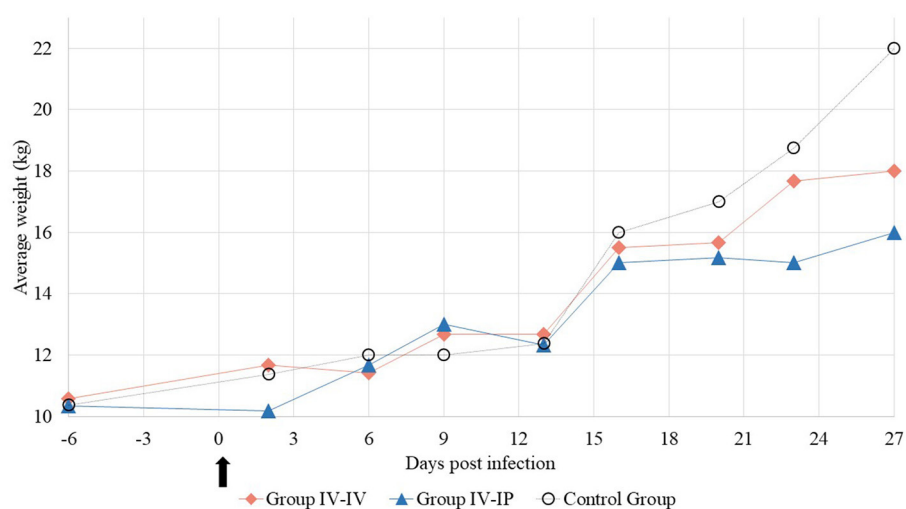 22
20
18
16
14
12
10
Average weight (kg)
-6 -3 0 3 6 9 12 15 18 21 24 27
Days post infection
Group IV-IV Group IV-IP Control Group